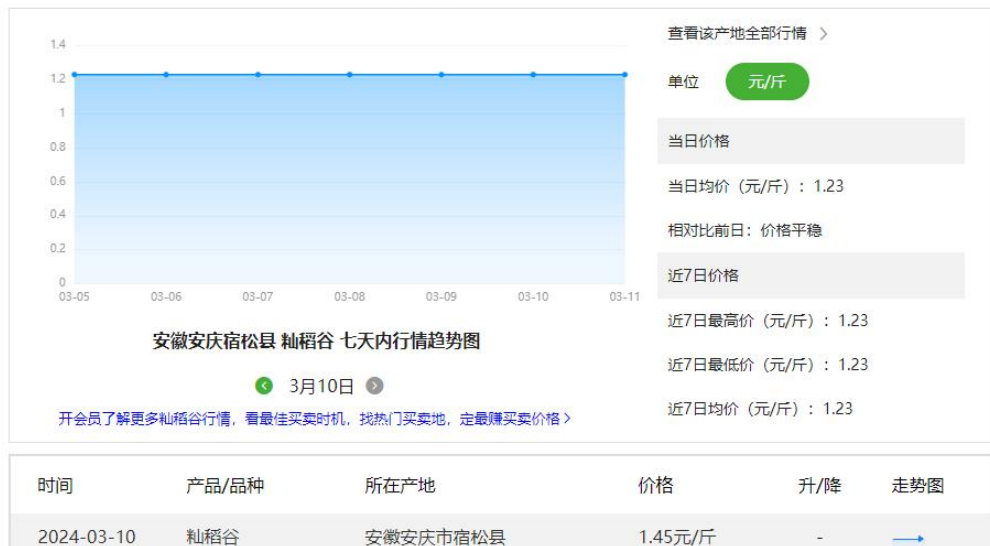 1.4
1.2
1
0.8
0.6
0.4
0.2
0
03-05 03-06 03-07 03-08 03-09 03-10 03-11
安徽安庆宿松县 籼稻谷 七天内行情趋势图
3月10日
开会员了解更多籼稻谷行情，看最佳买卖时机，找热门买卖地，定最赚买卖价格>
查看该产地全部行情 >
单位 元/斤
当日价格
当日均价（元/斤）：1.23
相对比前日：价格平稳
近7日价格
近7日最高价（元/斤）：1.23
近7日最低价（元/斤）：1.23
近7日均价（元/斤）：1.23
时间 产品/品种 所在产地 价格 升/降 走势图
2024-03-10 籼稻谷 安徽安庆市宿松县 1.45元/斤 -